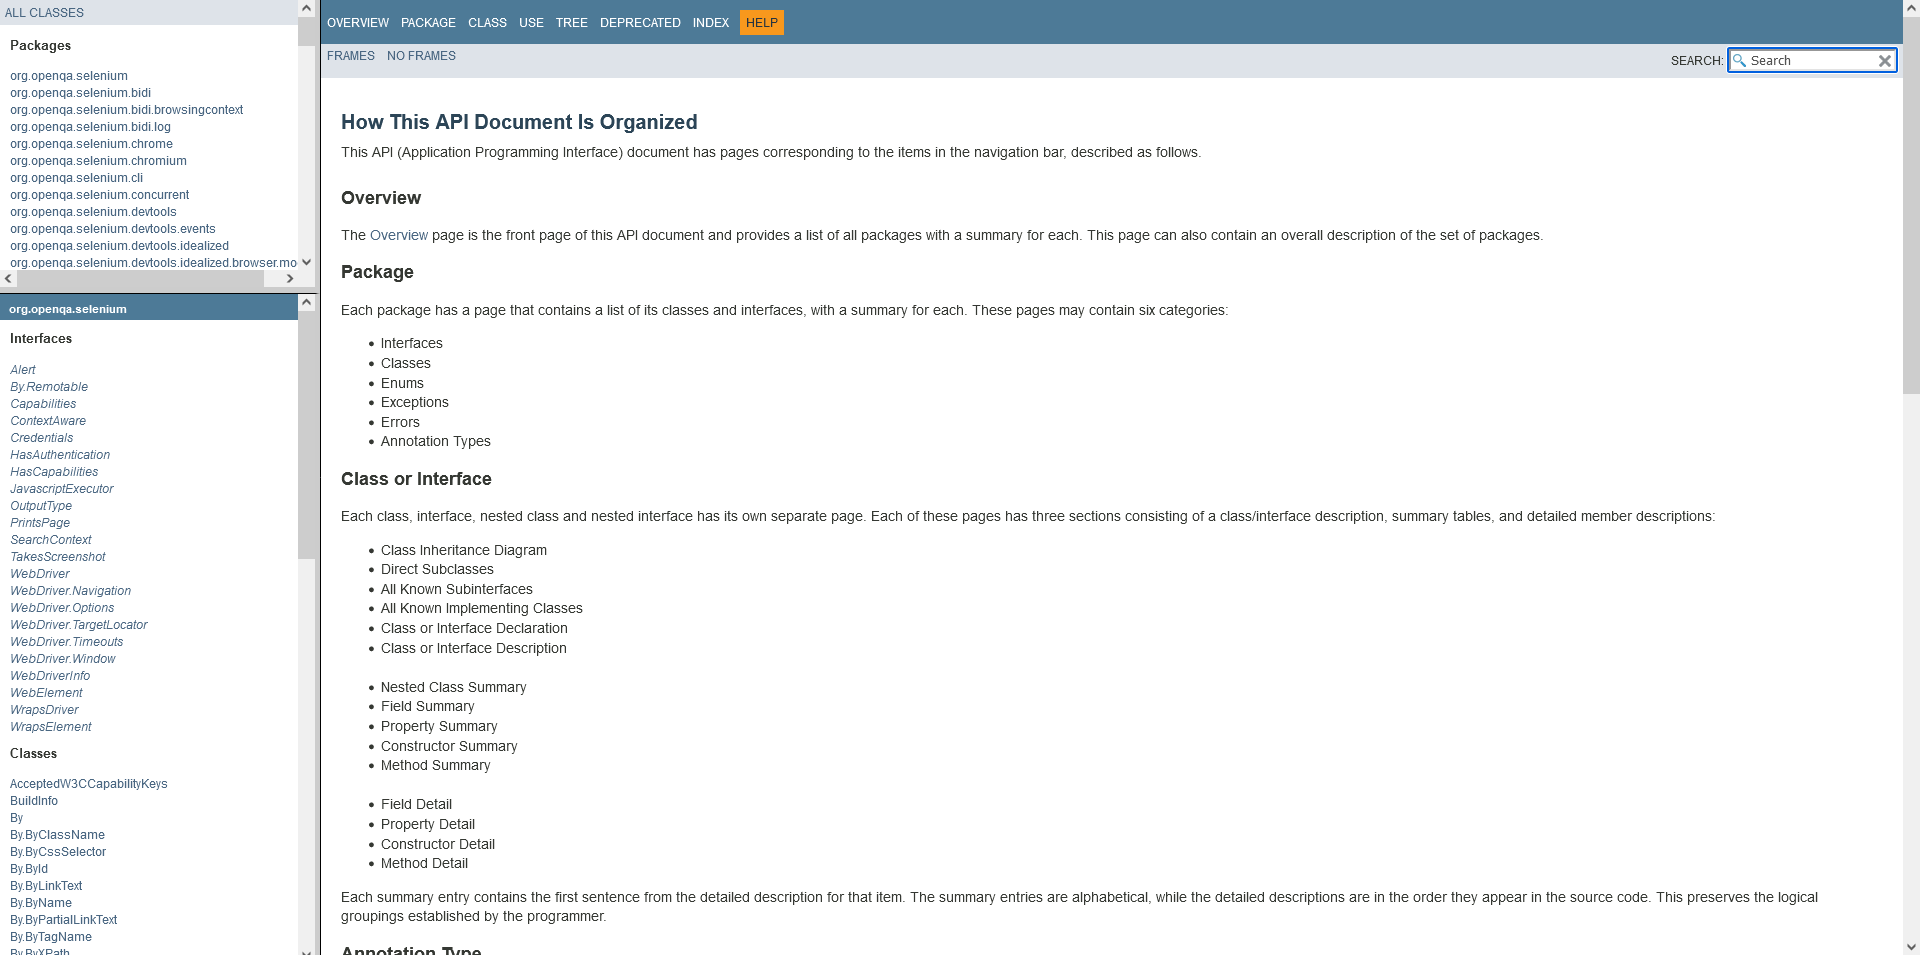 ALL CLASSES
Packages
org.openqa.selenium
org.openqa.selenium.bidi
org.openqa.selenium.bidi.browsingcontext
org.openqa.selenium.bidi.log
org.openqa.selenium.chrome
org.openqa.selenium.chromium
org.openqa.selenium.cli
org.openqa.selenium.concurrent
org.openqa.selenium.devtools
org.openqa.selenium.devtools.events
org.openqa.selenium.devtools.idealized
org.openqa.selenium.devtools.idealized.browser.mo
org.openqa.selenium
Interfaces
Alert
By.Remotable
Capabilities
ContextAware
Credentials
HasAuthentication
HasCapabilities
JavascriptExecutor
OutputType
PrintsPage
SearchContext
TakesScreenshot
WebDriver
WebDriver.Navigation
WebDriver.Options
WebDriver.TargetLocator
WebDriver.Timeouts
WebDriver.Window
WebDriverInfo
WebElement
WrapsDriver
WrapsElement
Classes
AcceptedW3CCapabilityKeys
BuildInfo
By
By.ByClassName
By.ByCssSelector
By.ById
By.ByLinkText
By.ByName
By.ByPartialLinkText
By.ByTagName
By.ByXPath
OVERVIEW PACKAGE CLASS USE TREE DEPRECATED INDEX HELP
FRAMES NO FRAMES
SEARCH: Search
How This API Document Is Organized
This API (Application Programming Interface) document has pages corresponding to the items in the navigation bar, described as follows.
Overview
The Overview page is the front page of this API document and provides a list of all packages with a summary for each. This page can also contain an overall description of the set of packages.
Package
Each package has a page that contains a list of its classes and interfaces, with a summary for each. These pages may contain six categories:
• Interfaces
• Classes
• Enums
• Exceptions
• Errors
• Annotation Types
Class or Interface
Each class, interface, nested class and nested interface has its own separate page. Each of these pages has three sections consisting of a class/interface description, summary tables, and detailed member descriptions:
• Class Inheritance Diagram
• Direct Subclasses
• All Known Subinterfaces
• All Known Implementing Classes
• Class or Interface Declaration
• Class or Interface Description
• Nested Class Summary
• Field Summary
• Property Summary
• Constructor Summary
• Method Summary
• Field Detail
• Property Detail
• Constructor Detail
• Method Detail
Each summary entry contains the first sentence from the detailed description for that item. The summary entries are alphabetical, while the detailed descriptions are in the order they appear in the source code. This preserves the logical
groupings established by the programmer.
Annotation Type